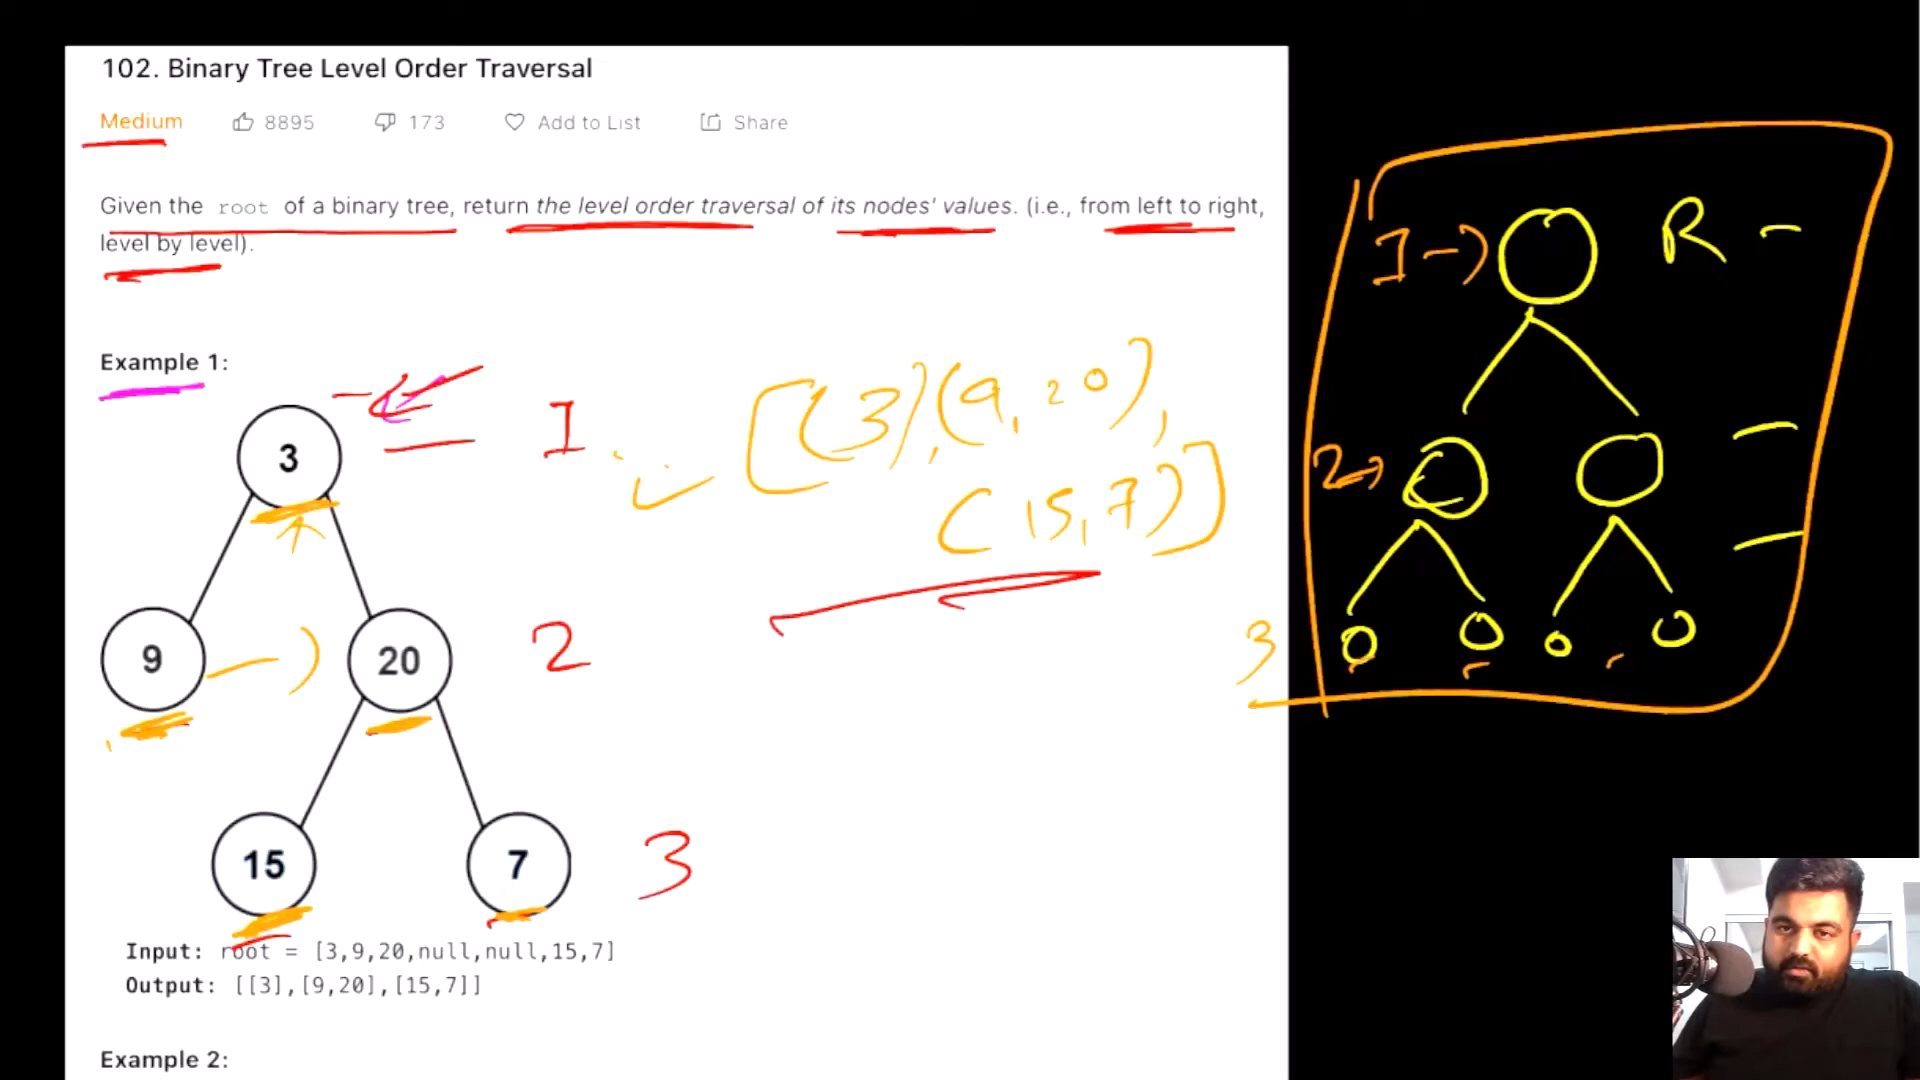 102. Binary Tree Level Order Traversal
Medium 8895 173 Add to List Share
Given the root of a binary tree, return the level order traversal of its nodes' values. (i.e., from left to right,
level by level).
Example 1:
3
9
20
15
7
1
2
3
[(3),(9,20),
(15,7)]
Input: root = [3,9,20,null,null,15,7]
Output: [[3],[9,20],[15,7]]
Example 2:
1 -> R -
2 ->
3